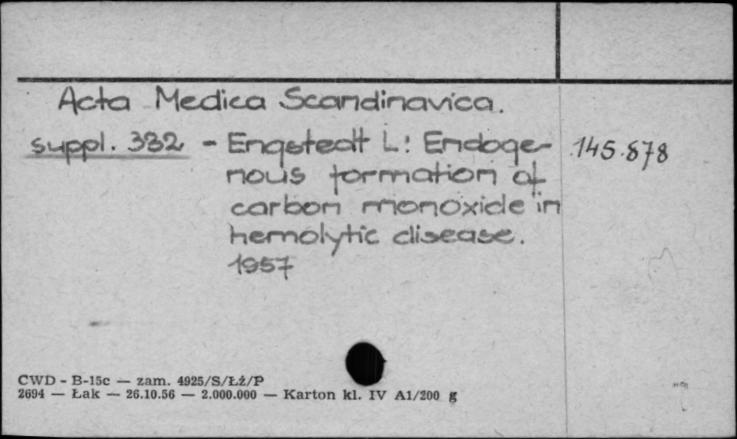 Acta Medica Scandinavica.
suppl. 332 - Engstedt L: Endoge- 145.878
nous formation of
carbon monoxide in
hemolytic disease.
1957
CWD - B-15c — zam. 4925/S/Łż/P
2694 — Łak — 26.10.56 — 2.000.000 — Karton kl. IV A1/200 g